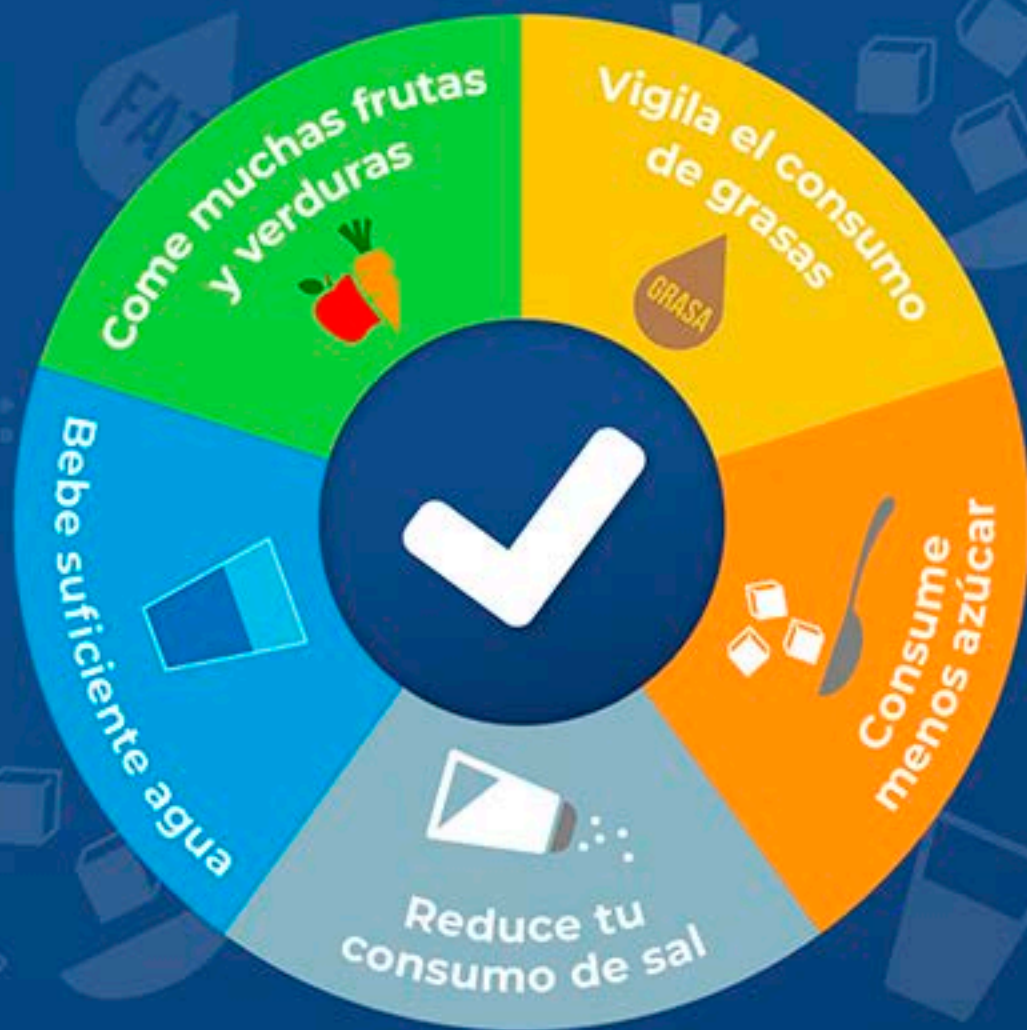 Come muchas frutas
y verduras
Vigila el consumo
de grasas
GRASA
Consume
menos azúcar
Reduce tu
consumo de sal
Bebe suficiente agua
FAT